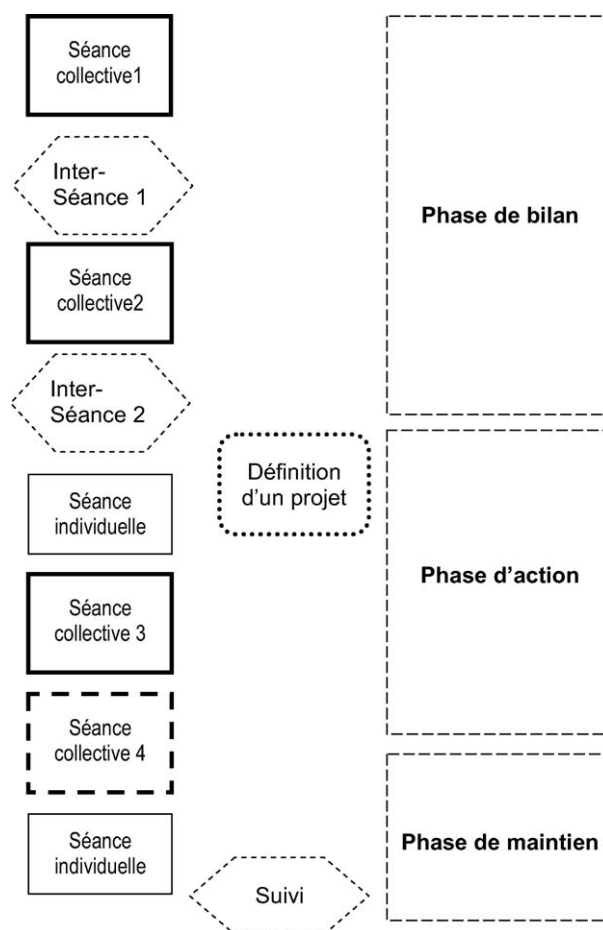 Séance
collective1
Inter-
Séance 1
Séance
collective2
Inter-
Séance 2
Séance
individuelle
Séance
collective 3
Séance
collective 4
Séance
individuelle
Définition
d'un projet
Suivi
Phase de bilan
Phase d'action
Phase de maintien